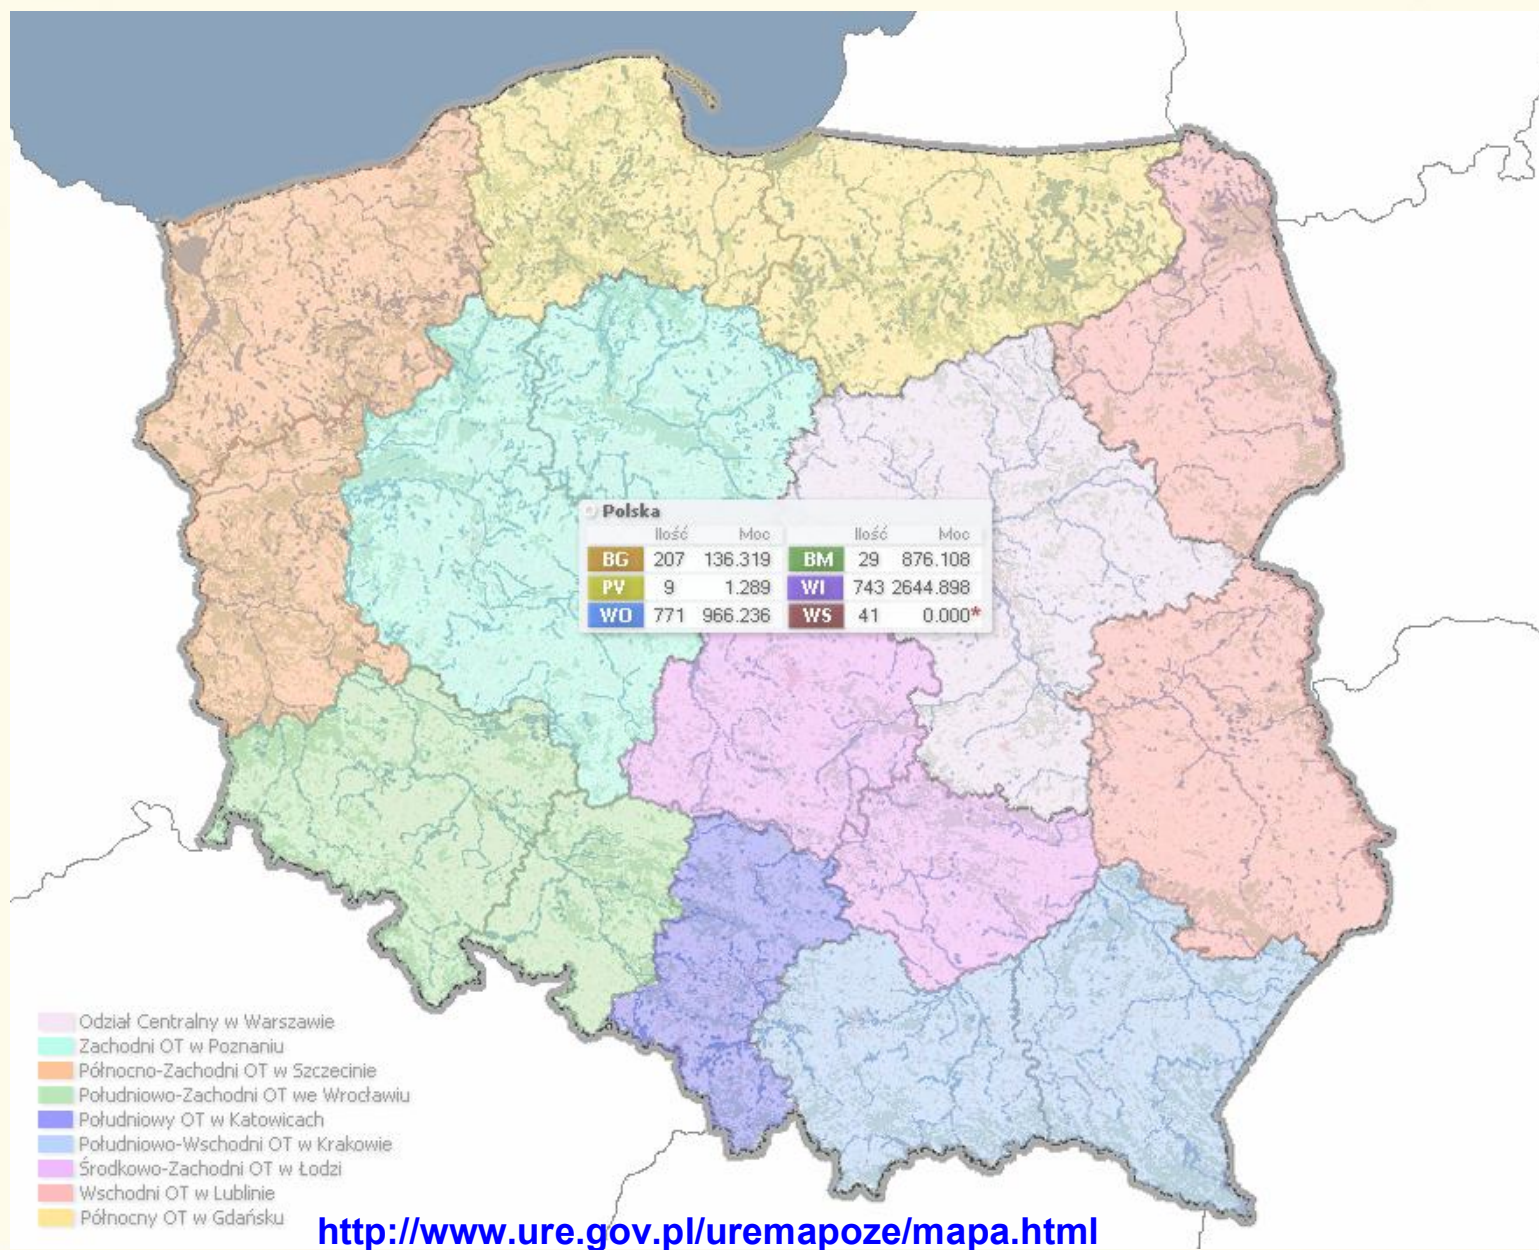 Polska
Ilość Moc Ilość Moc
BG 207 136.319 BM 29 876.108
PV 9 1.289 WI 743 2644.898
WO 771 966.236 WS 41 0.000*
Odział Centralny w Warszawie
Zachodni OT w Poznaniu
Północno-Zachodni OT w Szczecinie
Południowo-Zachodni OT we Wrocławiu
Południowy OT w Katowicach
Południowo-Wschodni OT w Krakowie
Środkowo-Zachodni OT w Łodzi
Wschodni OT w Lublinie
Północny OT w Gdańsku
http://www.ure.gov.pl/uremapoze/mapa.html